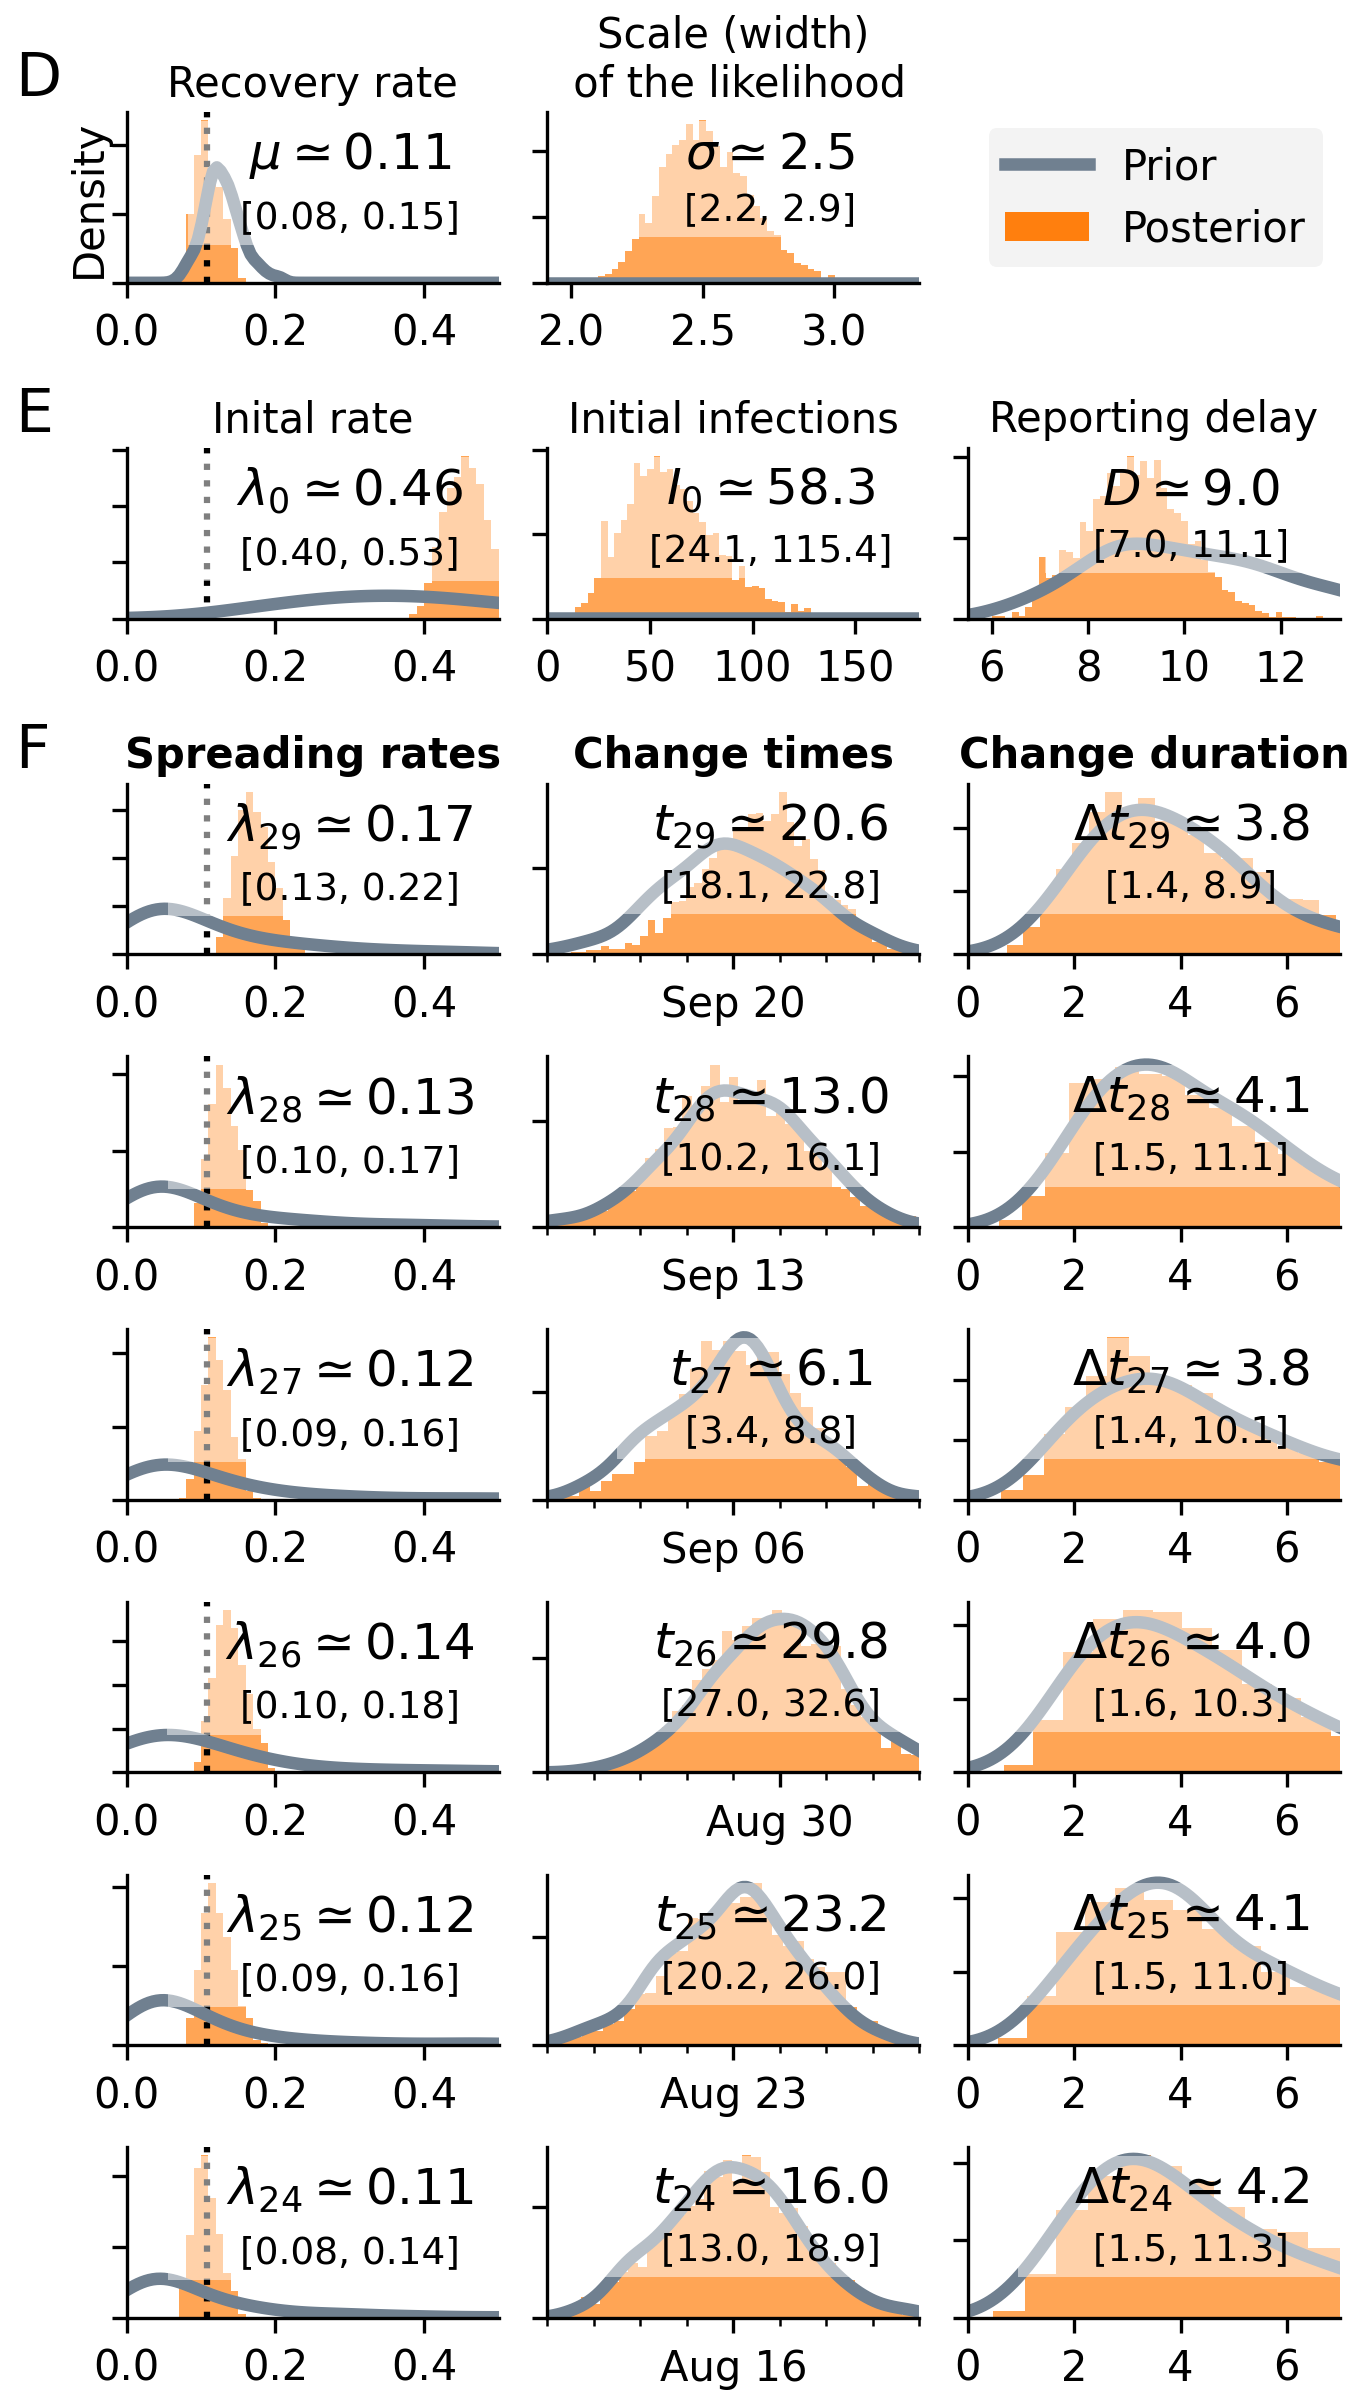 D
Recovery rate
Scale (width)
of the likelihood
Density
μ ≃ 0.11
[0.08, 0.15]
0.0 0.2 0.4
σ ≃ 2.5
[2.2, 2.9]
2.0 2.5 3.0
Prior
Posterior
E
Inital rate
λ0 ≃ 0.46
[0.40, 0.53]
0.0 0.2 0.4
Initial infections
I0 ≃ 58.3
[24.1, 115.4]
0 50 100 150
Reporting delay
D ≃ 9.0
[7.0, 11.1]
6 8 10 12
F
Spreading rates
Change times
Change duration
λ29 ≃ 0.17
[0.13, 0.22]
0.0 0.2 0.4
t29 ≃ 20.6
[18.1, 22.8]
Sep 20
Δt29 ≃ 3.8
[1.4, 8.9]
0 2 4 6
λ28 ≃ 0.13
[0.10, 0.17]
0.0 0.2 0.4
t28 ≃ 13.0
[10.2, 16.1]
Sep 13
Δt28 ≃ 4.1
[1.5, 11.1]
0 2 4 6
λ27 ≃ 0.12
[0.09, 0.16]
0.0 0.2 0.4
t27 ≃ 6.1
[3.4, 8.8]
Sep 06
Δt27 ≃ 3.8
[1.4, 10.1]
0 2 4 6
λ26 ≃ 0.14
[0.10, 0.18]
0.0 0.2 0.4
t26 ≃ 29.8
[27.0, 32.6]
Aug 30
Δt26 ≃ 4.0
[1.6, 10.3]
0 2 4 6
λ25 ≃ 0.12
[0.09, 0.16]
0.0 0.2 0.4
t25 ≃ 23.2
[20.2, 26.0]
Aug 23
Δt25 ≃ 4.1
[1.5, 11.0]
0 2 4 6
λ24 ≃ 0.11
[0.08, 0.14]
0.0 0.2 0.4
t24 ≃ 16.0
[13.0, 18.9]
Aug 16
Δt24 ≃ 4.2
[1.5, 11.3]
0 2 4 6